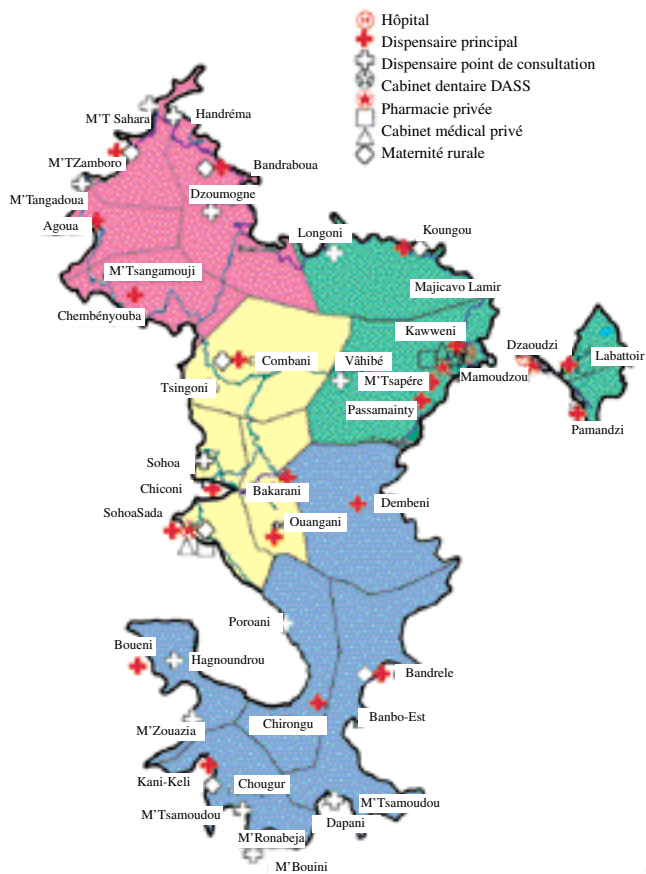 Hôpital
Dispensaire principal
Dispensaire point de consultation
Cabinet dentaire DASS
Pharmacie privée
Cabinet médical privé
Maternité rurale
M'T Sahara
Handréma
M'TZamboro
Bandraboua
M'Tangadoua
Dzoumogne
Agoua
Longoni
Koungou
M'Tsangamouji
Majicavo Lamir
Chembényouba
Kawweni
Dzaoudzi
Labattoir
Combani
Vâhibé
M'Tsapére
Mamoudzou
Tsingoni
Passamainty
Pamandzi
Sohoa
Chiconi
Bakarani
Dembeni
SohoaSada
Ouangani
Poroani
Boueni
Hagnoundrou
Bandrele
Chirongu
Banbo-Est
M'Zouazia
Kani-Keli
Chougur
M'Tsamoudou
M'Tsamoudou
Dapani
M'Ronabeja
M'Bouini